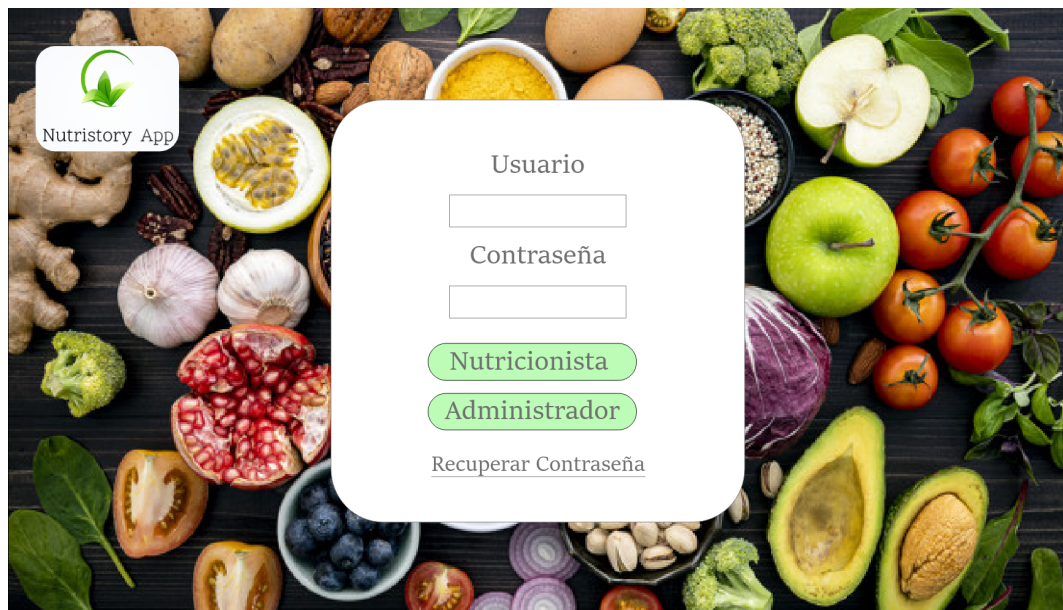 Nutristory App
Usuario
Contraseña
Nutricionista
Administrador
Recuperar Contraseña